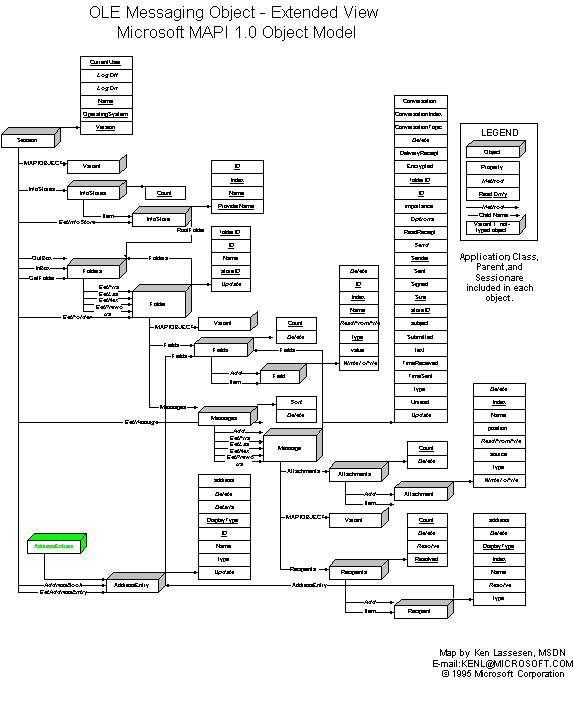 OLE Messaging Object - Extended View
Microsoft MAPI 1.0 Object Model
CurrentUser
LogOff
LogOn
Name
OperatingSystem
Version
Session
MAPIOBJECT
Variant
InfoStores
InfoStores
Count
Item
GetInfoStore
InfoStore
ID
Index
Name
ProviderName
RootFolder
OutBox
InBox
GetFolder
Folders
Folders
folderID
ID
Name
storeID
Update
GetFirst
GetLast
GetNext
GetPrevious
GetFolder
Folder
MAPIOBJECT
Variant
Fields
Fields
Fields
Fields
Count
Delete
Add
Item
Field
Delete
ID
Index
Name
ReadFromFile
type
value
WriteToFile
Messages
GetMessage
Messages
Sort
Delete
Add
GetFirst
GetLast
GetNext
GetPrevious
Message
Conversation
ConversationIndex
ConversationTopic
Delete
DeliveryReceipt
Encrypted
folderID
ID
importance
Options
ReadReceipt
Send
Sender
Sent
Signed
Size
storeID
subject
Submitted
text
TimeReceived
TimeSent
type
Unread
Update
Attachments
Attachments
Count
Delete
Add
Item
Attachment
Delete
Index
Name
position
ReadFromFile
source
type
WriteToFile
MAPIOBJECT
Variant
Recipients
Recipients
Count
Delete
Resolve
Resolved
Add
Item
Recipient
address
Delete
DisplayType
Index
Name
Resolve
type
AddressEntries
AddressBook
GetAddressEntry
AddressEntry
AddressEntry
address
Delete
Details
DisplayType
ID
Name
type
Update
LEGEND
Object
Property
Method
Read Only
Method
Child Name
Variant / not-
typed object
Application,Class,
Parent,and
Sessionare
included in each
object.
Map by Ken Lassesen, MSDN
E-mail:KENL@MICROSOFT.COM
© 1995 Microsoft Corporation